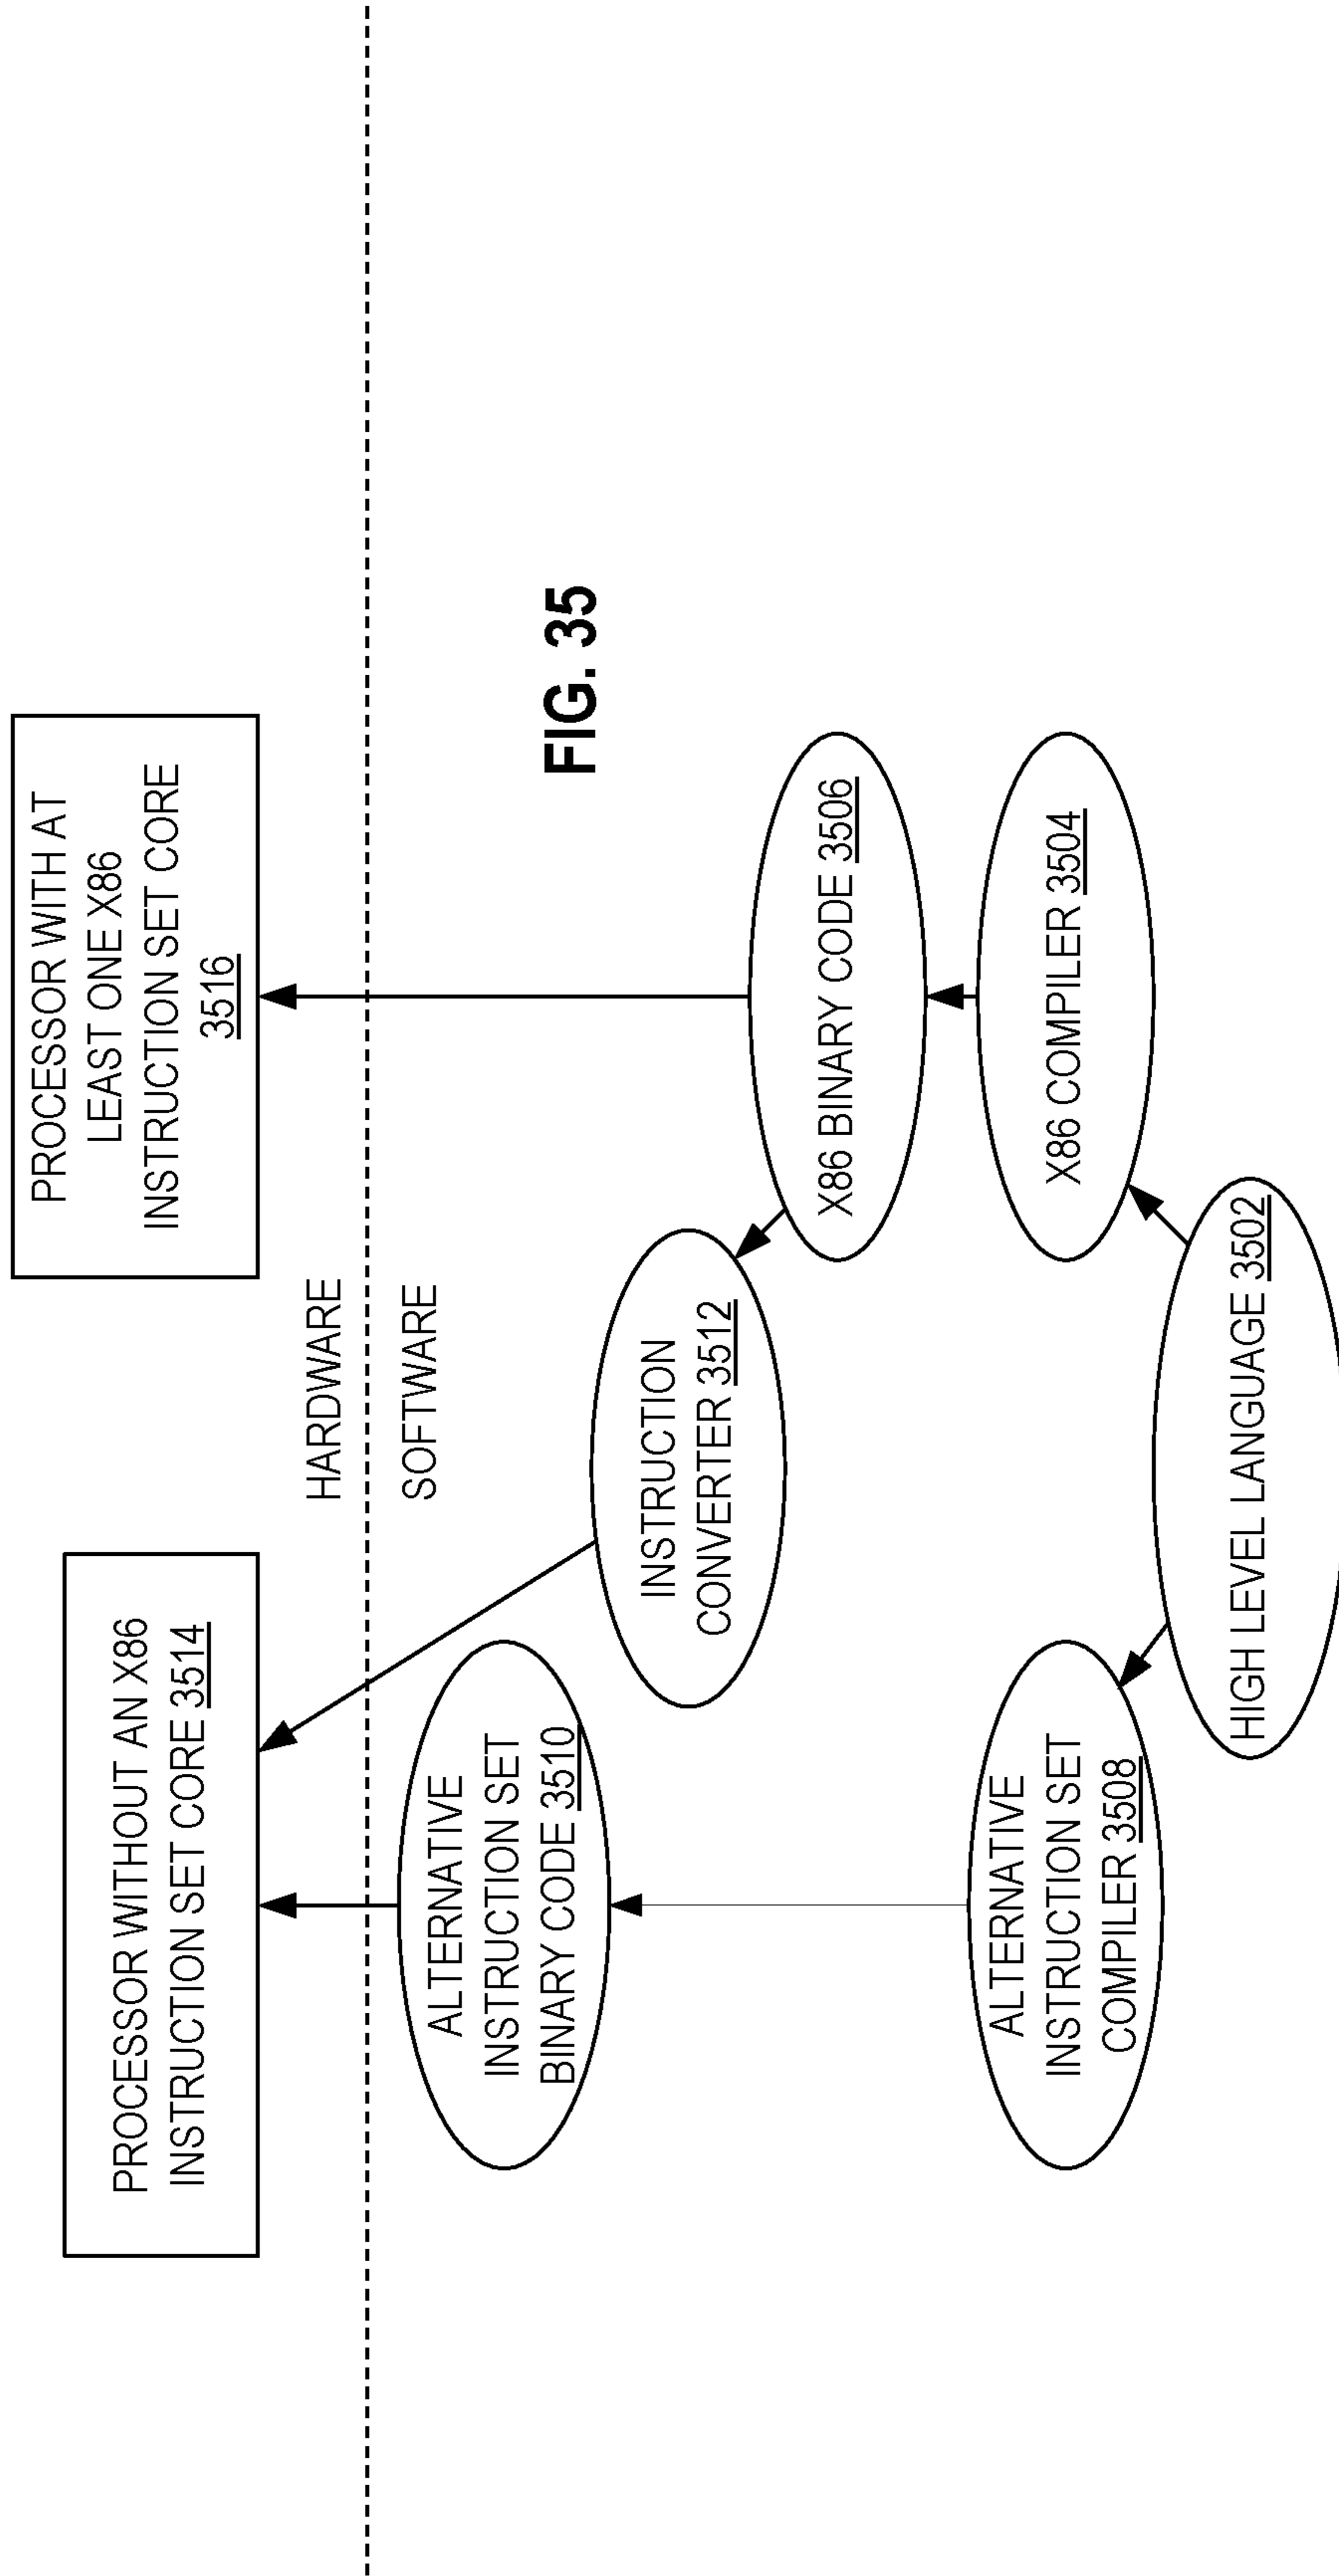 PROCESSOR WITHOUT AN X86
INSTRUCTION SET CORE 3514
PROCESSOR WITH AT
LEAST ONE X86
INSTRUCTION SET CORE
3516
HARDWARE
SOFTWARE
ALTERNATIVE
INSTRUCTION SET
BINARY CODE 3510
INSTRUCTION
CONVERTER 3512
FIG. 35
X86 BINARY CODE 3506
ALTERNATIVE
INSTRUCTION SET
COMPILER 3508
X86 COMPILER 3504
HIGH LEVEL LANGUAGE 3502